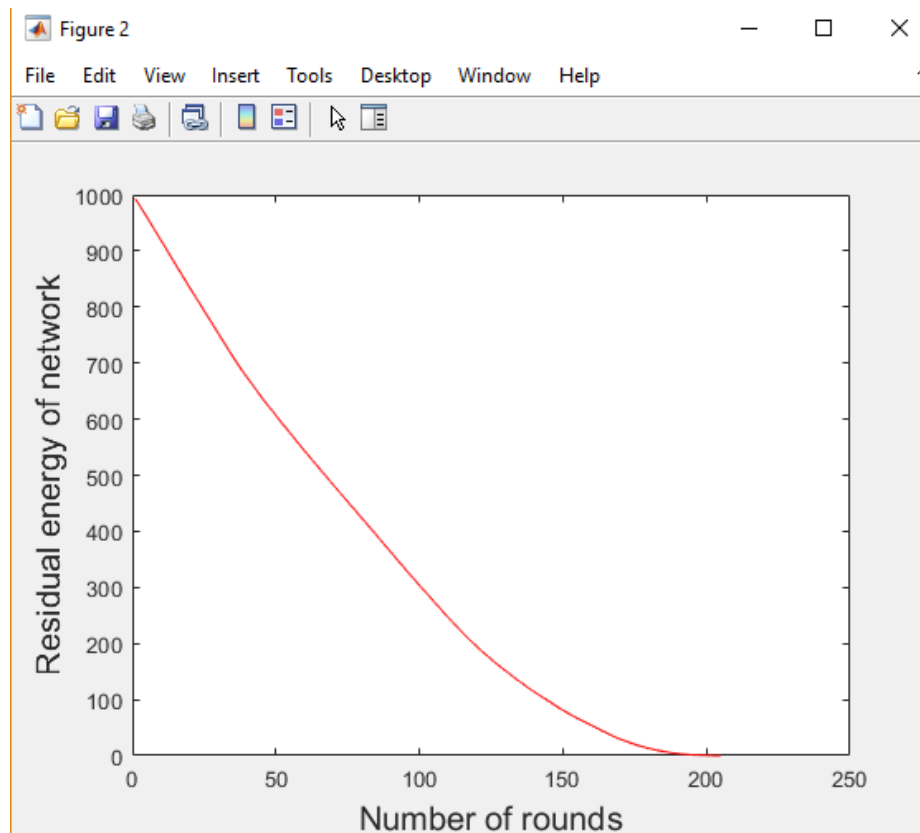 Figure 2
File Edit View Insert Tools Desktop Window Help
1000
900
800
700
600
500
400
300
200
100
0
Residual energy of network
0 50 100 150 200 250
Number of rounds